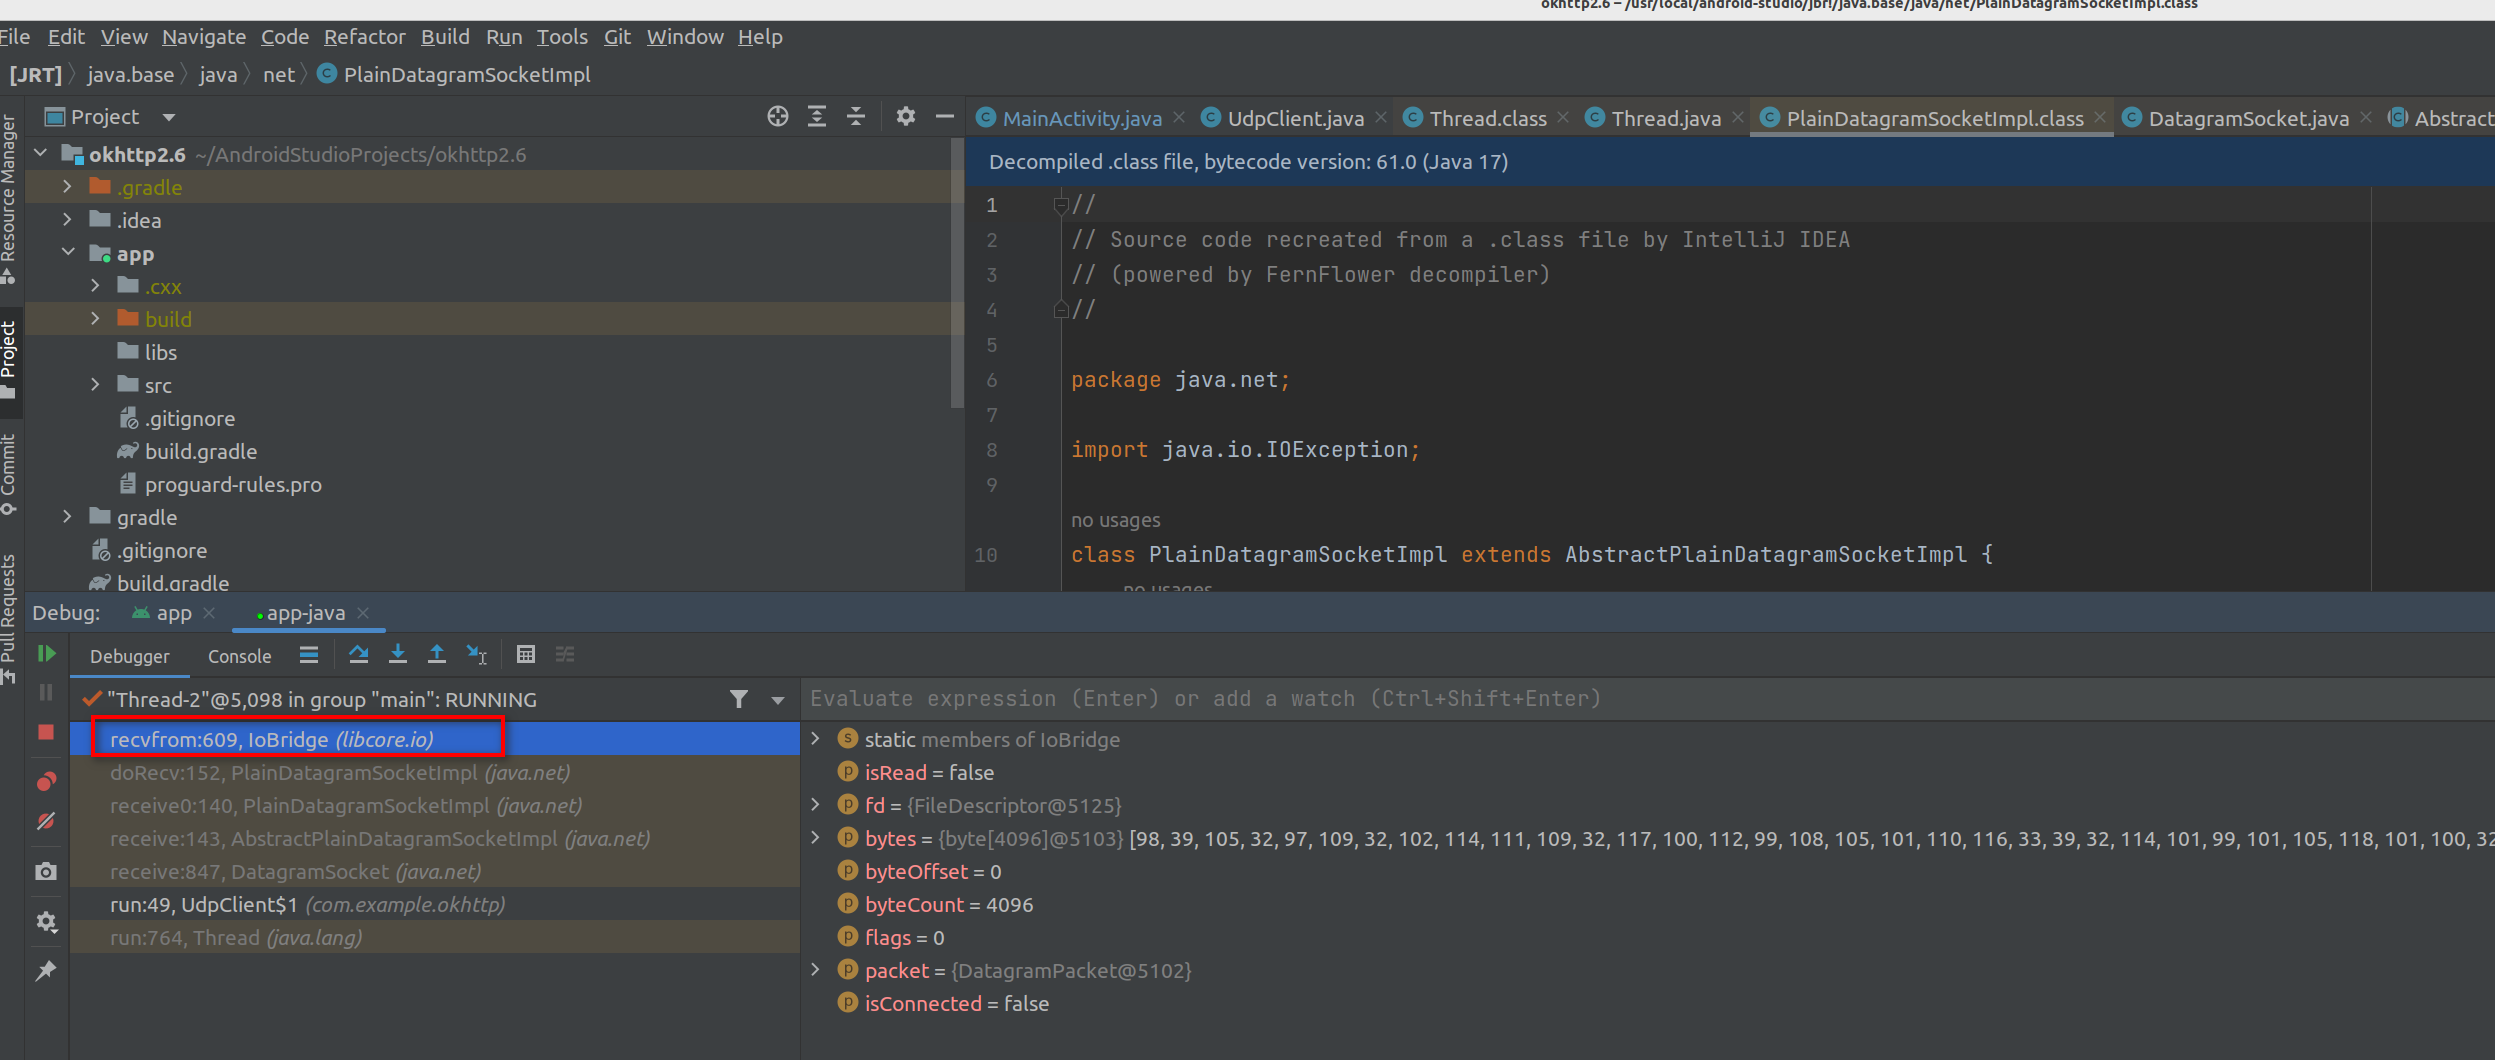 okhttp2.6 – /usr/local/android-studio/jbr!/java.base/java/net/PlainDatagramSocketImpl.class
File Edit View Navigate Code Refactor Build Run Tools Git Window Help
[JRT] java.base java net PlainDatagramSocketImpl
Project
MainActivity.java UdpClient.java Thread.class Thread.java PlainDatagramSocketImpl.class DatagramSocket.java Abstract
Resource Manager
Project
Commit
Pull Requests
okhttp2.6 ~/AndroidStudioProjects/okhttp2.6
.gradle
.idea
app
.cxx
build
libs
src
.gitignore
build.gradle
proguard-rules.pro
gradle
.gitignore
build.gradle
Decompiled .class file, bytecode version: 61.0 (Java 17)
1 //
2 // Source code recreated from a .class file by IntelliJ IDEA
3 // (powered by FernFlower decompiler)
4 //
5
6 package java.net;
7
8 import java.io.IOException;
9
no usages
10 class PlainDatagramSocketImpl extends AbstractPlainDatagramSocketImpl {
no usages
Debug: app app-java
Debugger Console
"Thread-2"@5,098 in group "main": RUNNING
recvfrom:609, IoBridge (libcore.io)
doRecv:152, PlainDatagramSocketImpl (java.net)
receive0:140, PlainDatagramSocketImpl (java.net)
receive:143, AbstractPlainDatagramSocketImpl (java.net)
receive:847, DatagramSocket (java.net)
run:49, UdpClient$1 (com.example.okhttp)
run:764, Thread (java.lang)
Evaluate expression (Enter) or add a watch (Ctrl+Shift+Enter)
static members of IoBridge
isRead = false
fd = {FileDescriptor@5125}
bytes = {byte[4096]@5103} [98, 39, 105, 32, 97, 109, 32, 102, 114, 111, 109, 32, 117, 100, 112, 99, 108, 105, 101, 110, 116, 33, 39, 32, 114, 101, 99, 101, 105, 118, 101, 100, 32
byteOffset = 0
byteCount = 4096
flags = 0
packet = {DatagramPacket@5102}
isConnected = false